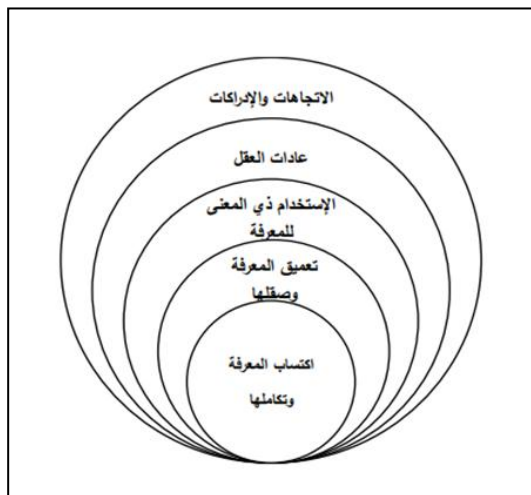 الاتجاهات والإدراكات
عادات العقل
الإستخدام ذي المعنى
للمعرفة
تعميق المعرفة
وصقلها
اكتساب المعرفة
وتكاملها